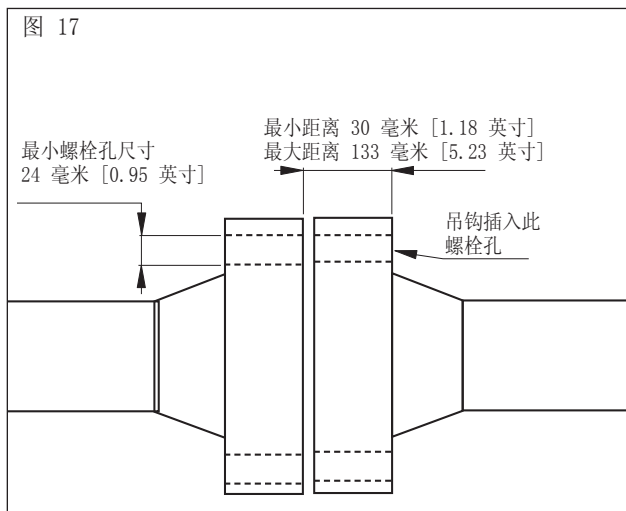 图 17
最小距离 30 毫米 [1.18 英寸]
最大距离 133 毫米 [5.23 英寸]
最小螺栓孔尺寸
24 毫米 [0.95 英寸]
吊钩插入此
螺栓孔